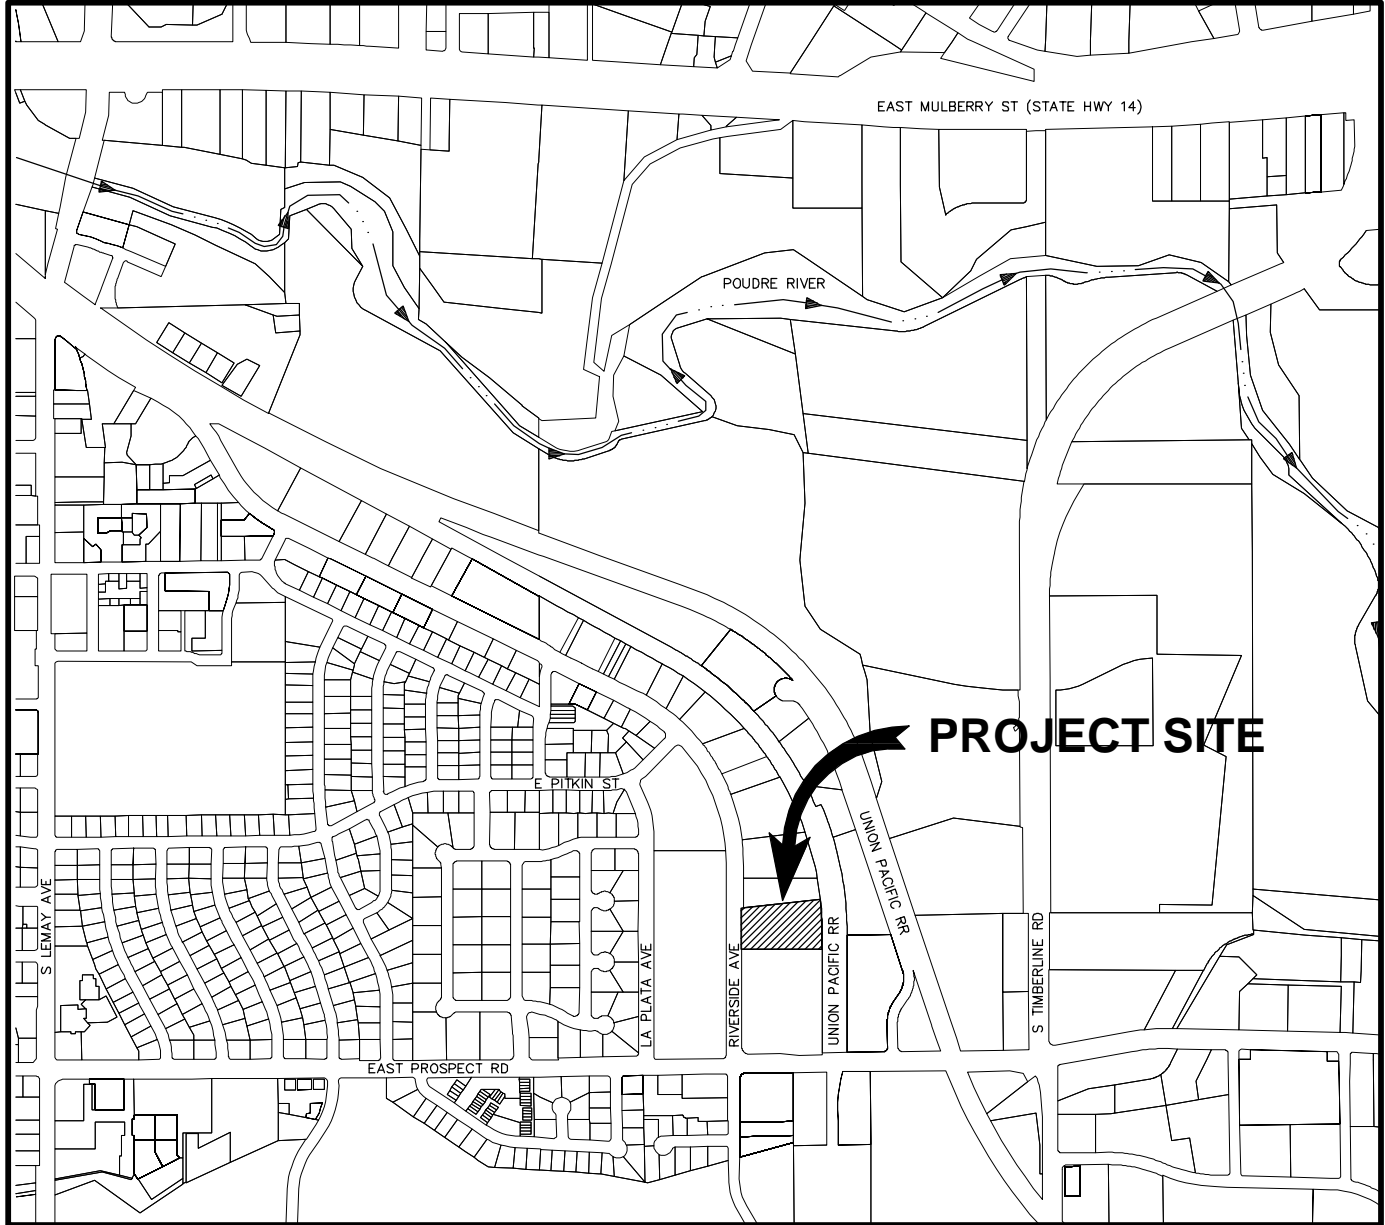 EAST MULBERRY ST (STATE HWY 14)
POUDRE RIVER
PROJECT SITE
E PITKIN ST
UNION PACIFIC RR
S LEMAY AVE
LA PLATA AVE
RIVERSIDE AVE
UNION PACIFIC RR
S TIMBERLINE RD
EAST PROSPECT RD